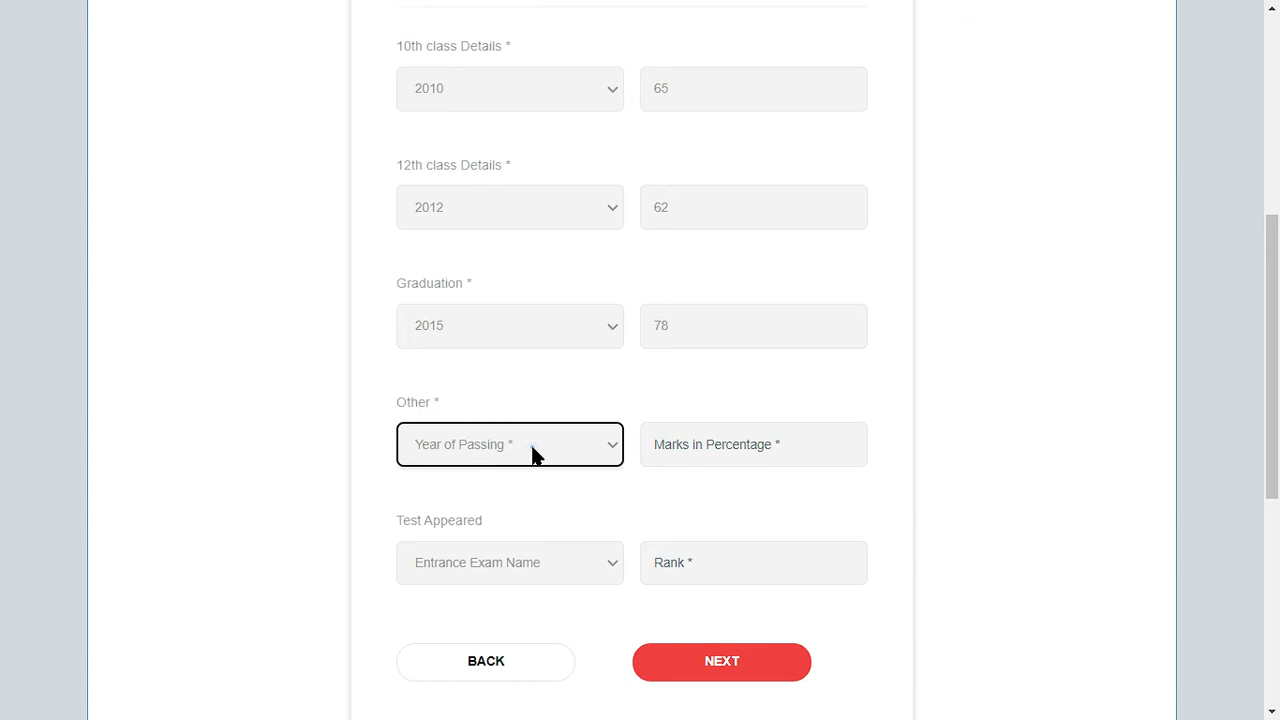 10th class Details *
2010 65
12th class Details *
2012 62
Graduation *
2015 78
Other *
Year of Passing * Marks in Percentage *
Test Appeared
Entrance Exam Name Rank *
BACK NEXT